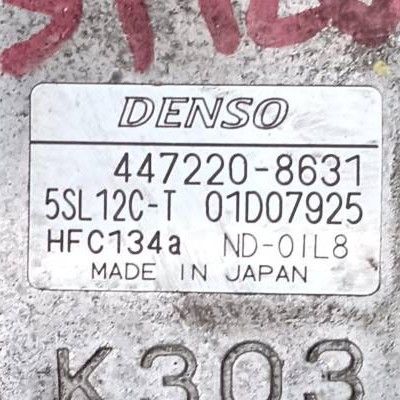 DENSO
447220-8631
5SL12C-T 01D07925
HFC134a ND-OIL8
MADE IN JAPAN
K303